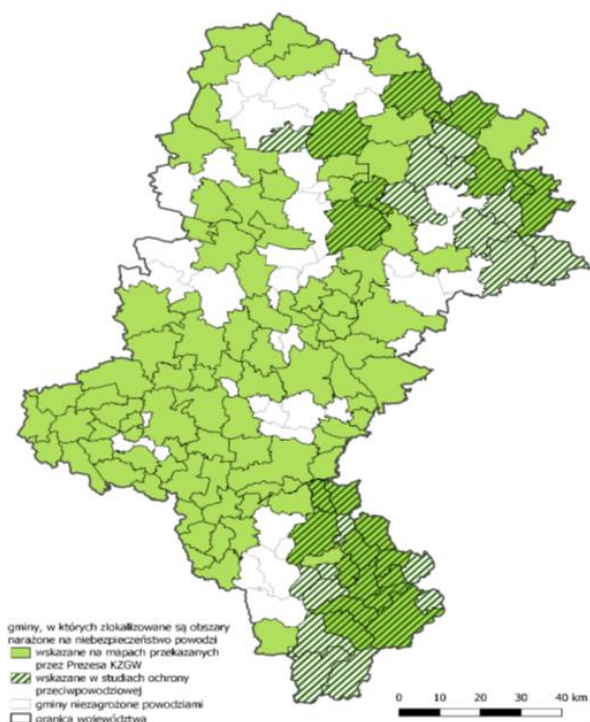 gminy, w których zlokalizowane są obszary
narażone na niebezpieczeństwo powodzi
wskazane na mapach przekazanych
przez Prezesa KZGW
wskazane w studiach ochrony
przeciwpowodziowej
gminy niezagrożone powodziami
granica województwa
0 10 20 30 40 km